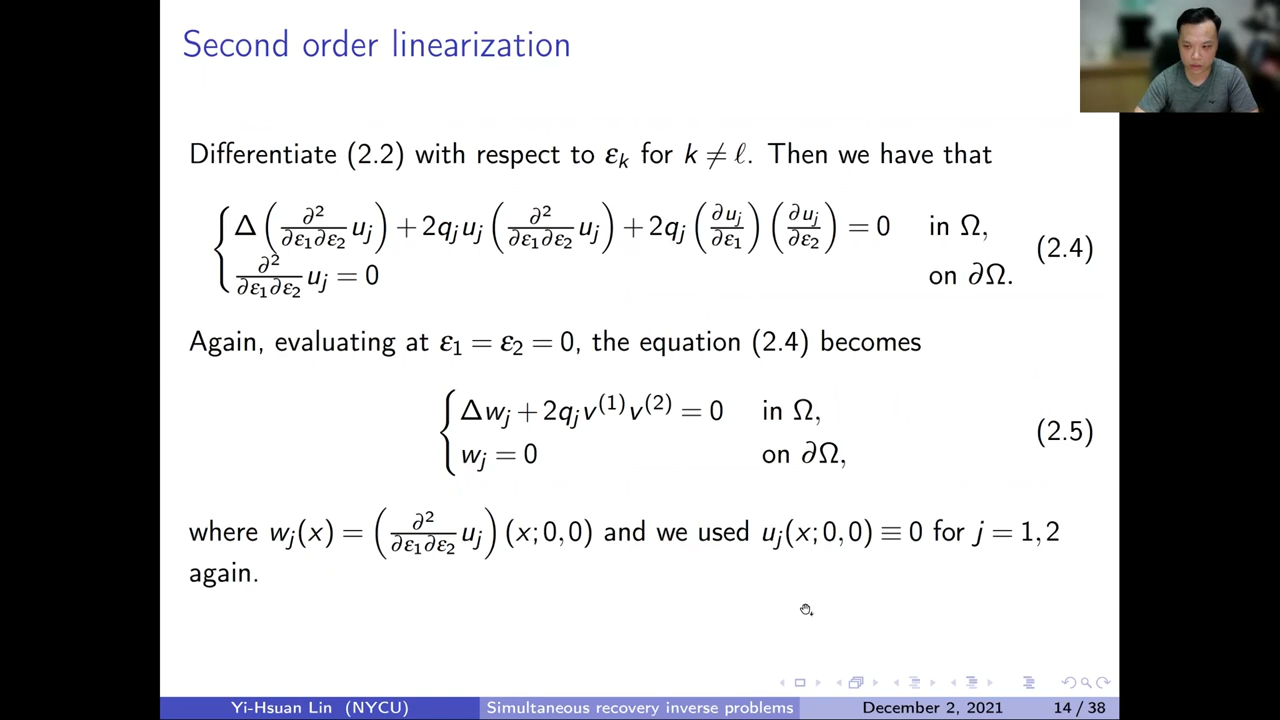 Second order linearization
Differentiate (2.2) with respect to ε_k for k ≠ ℓ. Then we have that
{ Δ (∂²/∂ε₁∂ε₂ u_j) + 2q_j u_j (∂²/∂ε₁∂ε₂ u_j) + 2q_j (∂u_j/∂ε₁) (∂u_j/∂ε₂) = 0 in Ω,
∂²/∂ε₁∂ε₂ u_j = 0 on ∂Ω. (2.4)
Again, evaluating at ε₁ = ε₂ = 0, the equation (2.4) becomes
{ Δw_j + 2q_j v⁽¹⁾ v⁽²⁾ = 0 in Ω,
w_j = 0 on ∂Ω, (2.5)
where w_j(x) = (∂²/∂ε₁∂ε₂ u_j) (x; 0, 0) and we used u_j(x; 0, 0) ≡ 0 for j = 1, 2
again.
Yi-Hsuan Lin (NYCU) Simultaneous recovery inverse problems December 2, 2021 14 / 38